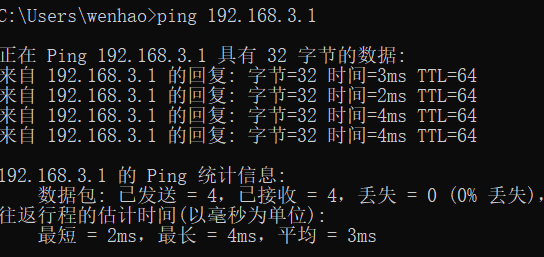 C:\Users\wenhao>ping 192.168.3.1
正在 Ping 192.168.3.1 具有 32 字节的数据:
来自 192.168.3.1 的回复: 字节=32 时间=3ms TTL=64
来自 192.168.3.1 的回复: 字节=32 时间=2ms TTL=64
来自 192.168.3.1 的回复: 字节=32 时间=4ms TTL=64
来自 192.168.3.1 的回复: 字节=32 时间=4ms TTL=64
192.168.3.1 的 Ping 统计信息:
数据包: 已发送 = 4，已接收 = 4，丢失 = 0 (0% 丢失)，
往返行程的估计时间(以毫秒为单位):
最短 = 2ms，最长 = 4ms，平均 = 3ms